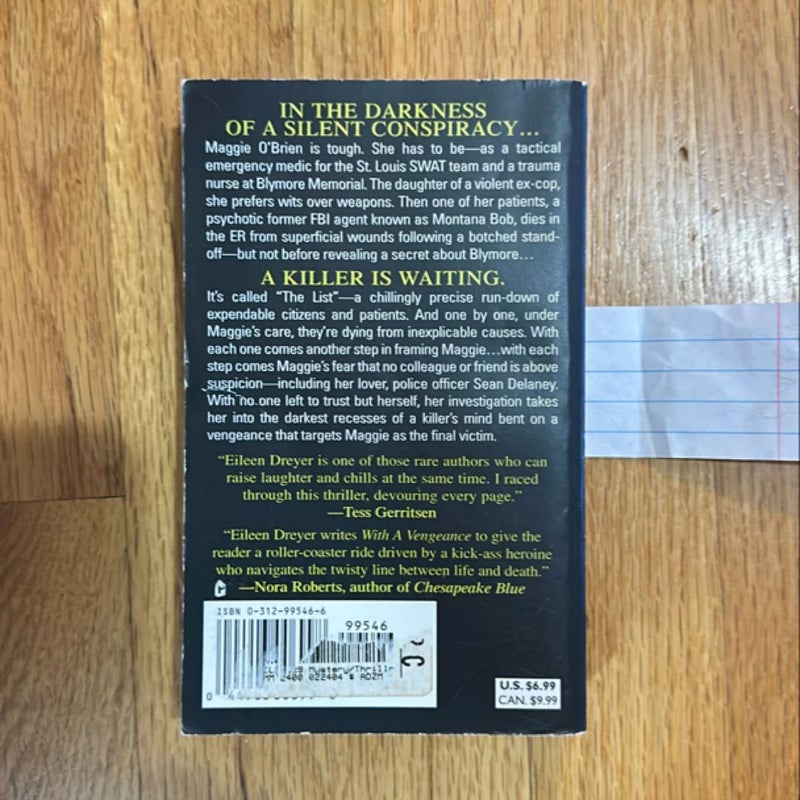 IN THE DARKNESS
OF A SILENT CONSPIRACY...
Maggie O'Brien is tough. She has to be—as a tactical
emergency medic for the St. Louis SWAT team and a trauma
nurse at Blymore Memorial. The daughter of a violent ex-cop,
she prefers wits over weapons. Then one of her patients, a
psychotic former FBI agent known as Montana Bob, dies in
the ER from superficial wounds following a botched stand-
off—but not before revealing a secret about Blymore...
A KILLER IS WAITING.
It's called "The List"—a chillingly precise run-down of
expendable citizens and patients. And one by one, under
Maggie's care, they're dying from inexplicable causes. With
each one comes another step in framing Maggie...with each
step comes Maggie's fear that no colleague or friend is above
suspicion—including her lover, police officer Sean Delaney.
With no one left to trust but herself, her investigation takes
her into the darkest recesses of a killer's mind bent on a
vengeance that targets Maggie as the final victim.
"Eileen Dreyer is one of those rare authors who can
raise laughter and chills at the same time. I raced
through this thriller, devouring every page."
—Tess Gerritsen
"Eileen Dreyer writes With A Vengeance to give the
reader a roller-coaster ride driven by a kick-ass heroine
who navigates the twisty line between life and death."
—Nora Roberts, author of Chesapeake Blue
ISBN 0-312-99546-6
99546
Mystery/Thrillr
2400 022404 ADZM
U.S. $6.99
CAN. $9.99